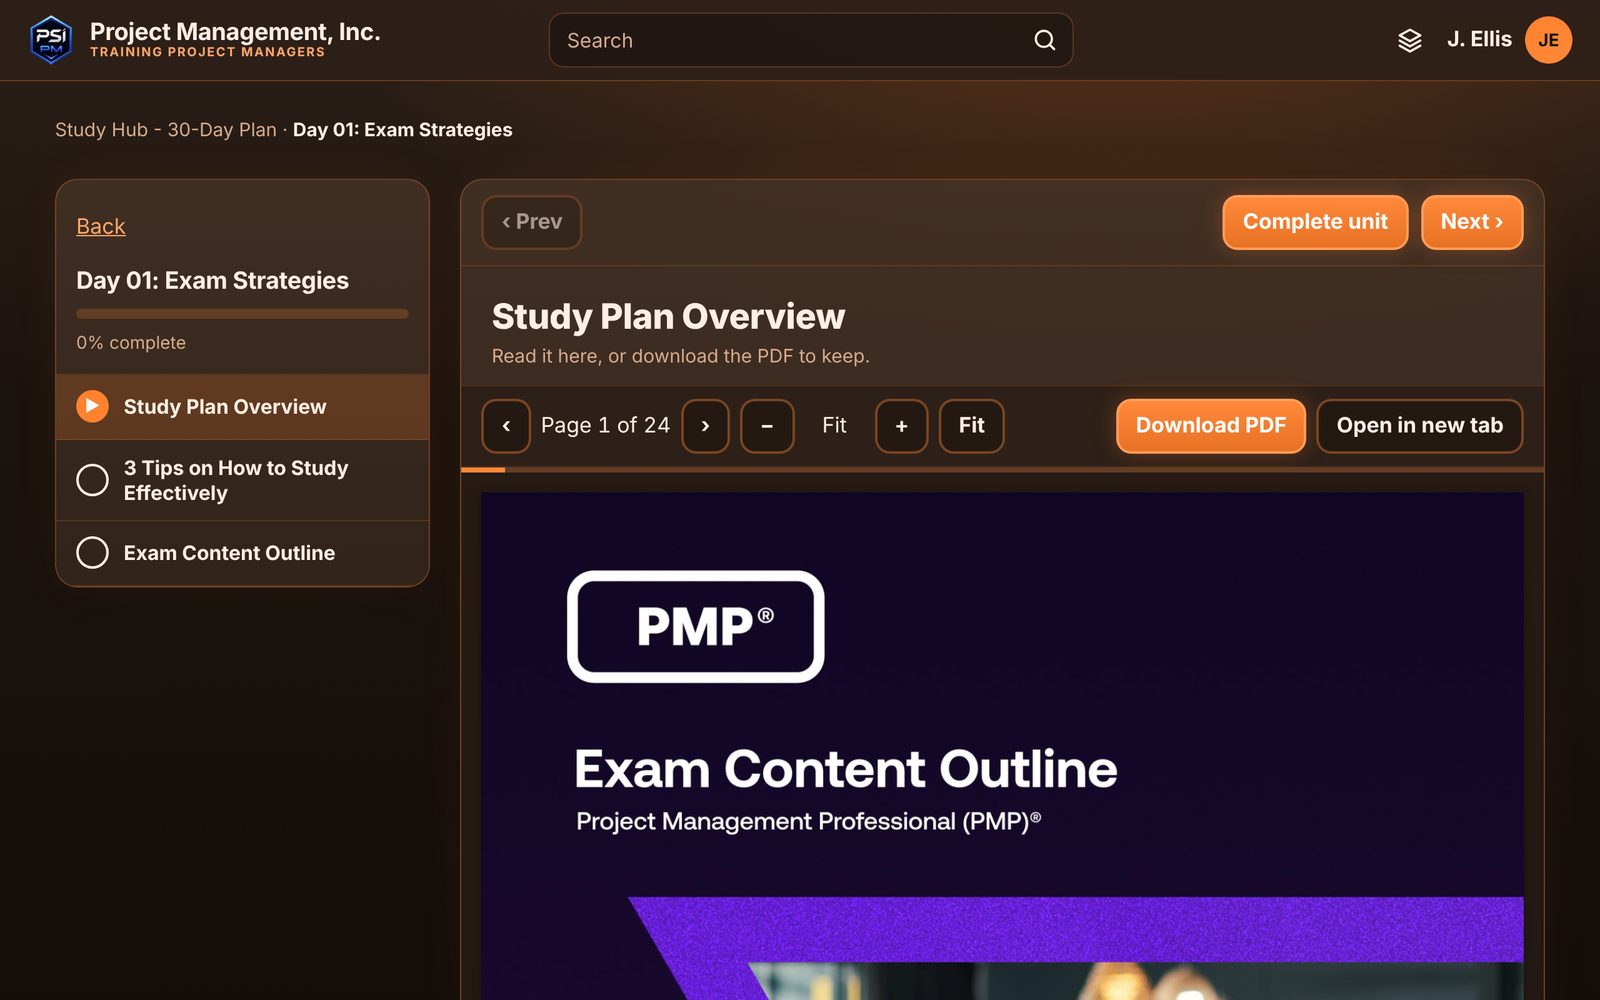 PSI
PM
Project Management, Inc.
TRAINING PROJECT MANAGERS
Search
J. Ellis
JE
Study Hub - 30-Day Plan · Day 01: Exam Strategies
Back
Day 01: Exam Strategies
0% complete
Study Plan Overview
3 Tips on How to Study
Effectively
Exam Content Outline
‹ Prev
Complete unit
Next ›
Study Plan Overview
Read it here, or download the PDF to keep.
‹ Page 1 of 24 › – Fit + Fit
Download PDF
Open in new tab
PMP®
Exam Content Outline
Project Management Professional (PMP)®